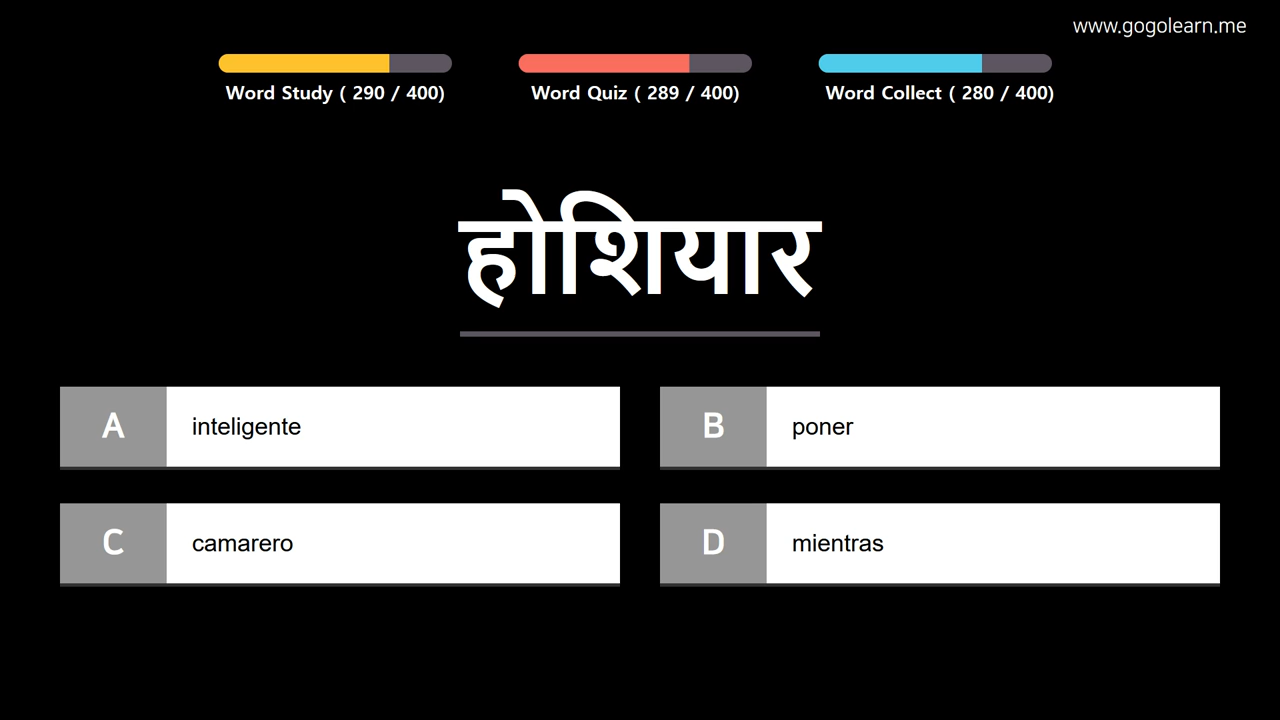 www.gogolearn.me
Word Study ( 290 / 400)
Word Quiz ( 289 / 400)
Word Collect ( 280 / 400)
होशियार
A inteligente
B poner
C camarero
D mientras